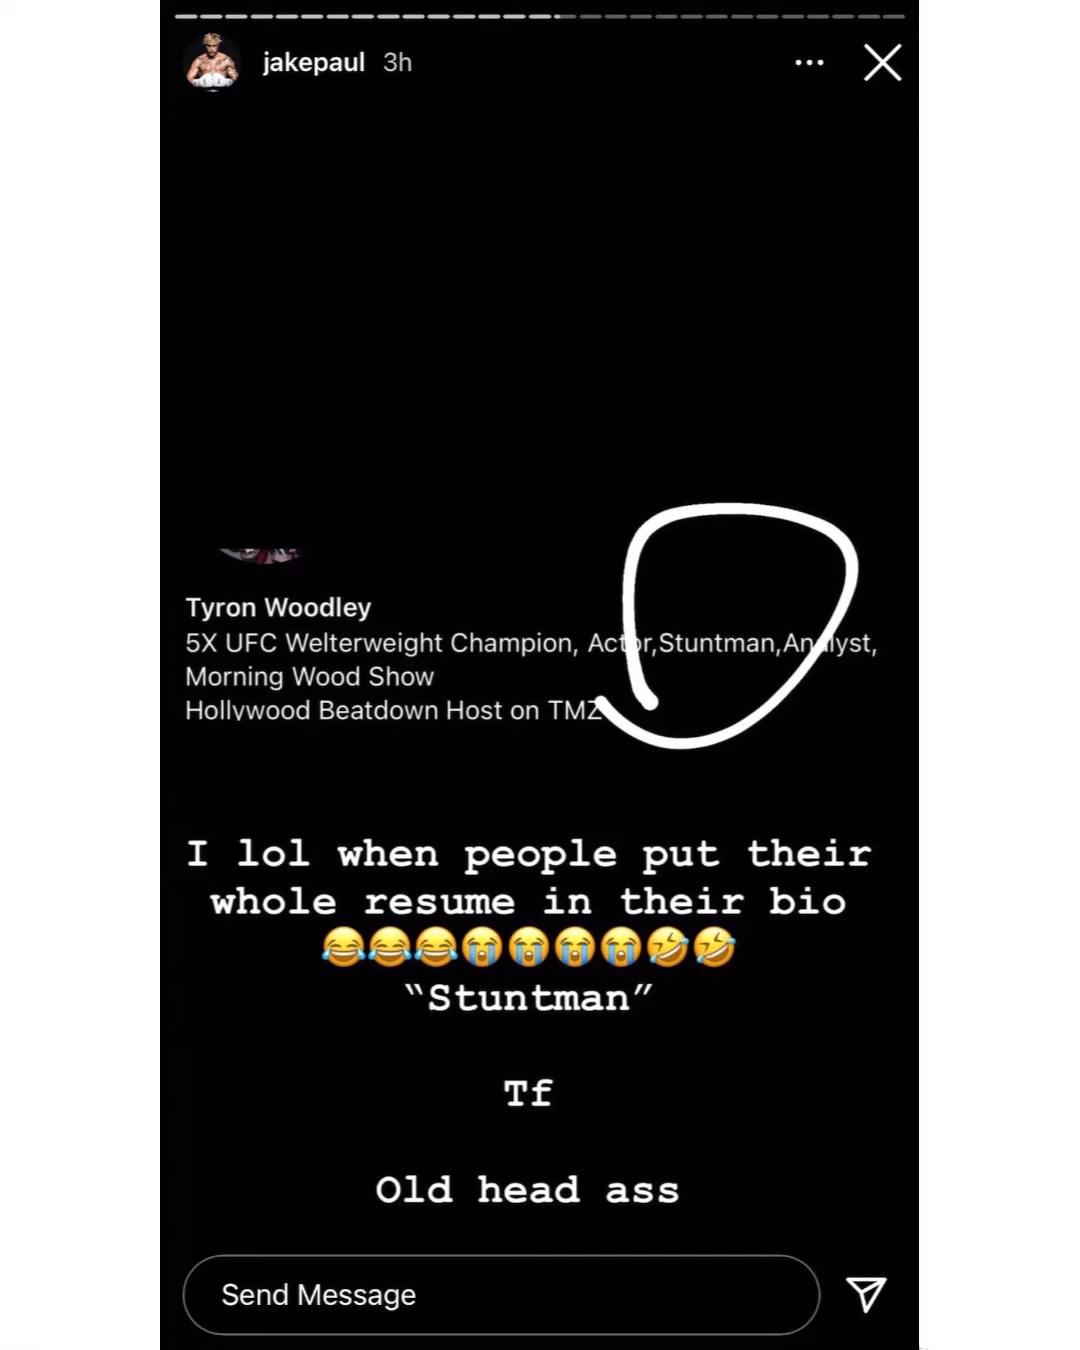 jakepaul 3h
Tyron Woodley
5X UFC Welterweight Champion, Actor,Stuntman,Analyst,
Morning Wood Show
Hollywood Beatdown Host on TMZ
I lol when people put their
whole resume in their bio
😂😂😂😭😭😭😭🤣🤣
“Stuntman”
Tf
Old head ass
Send Message